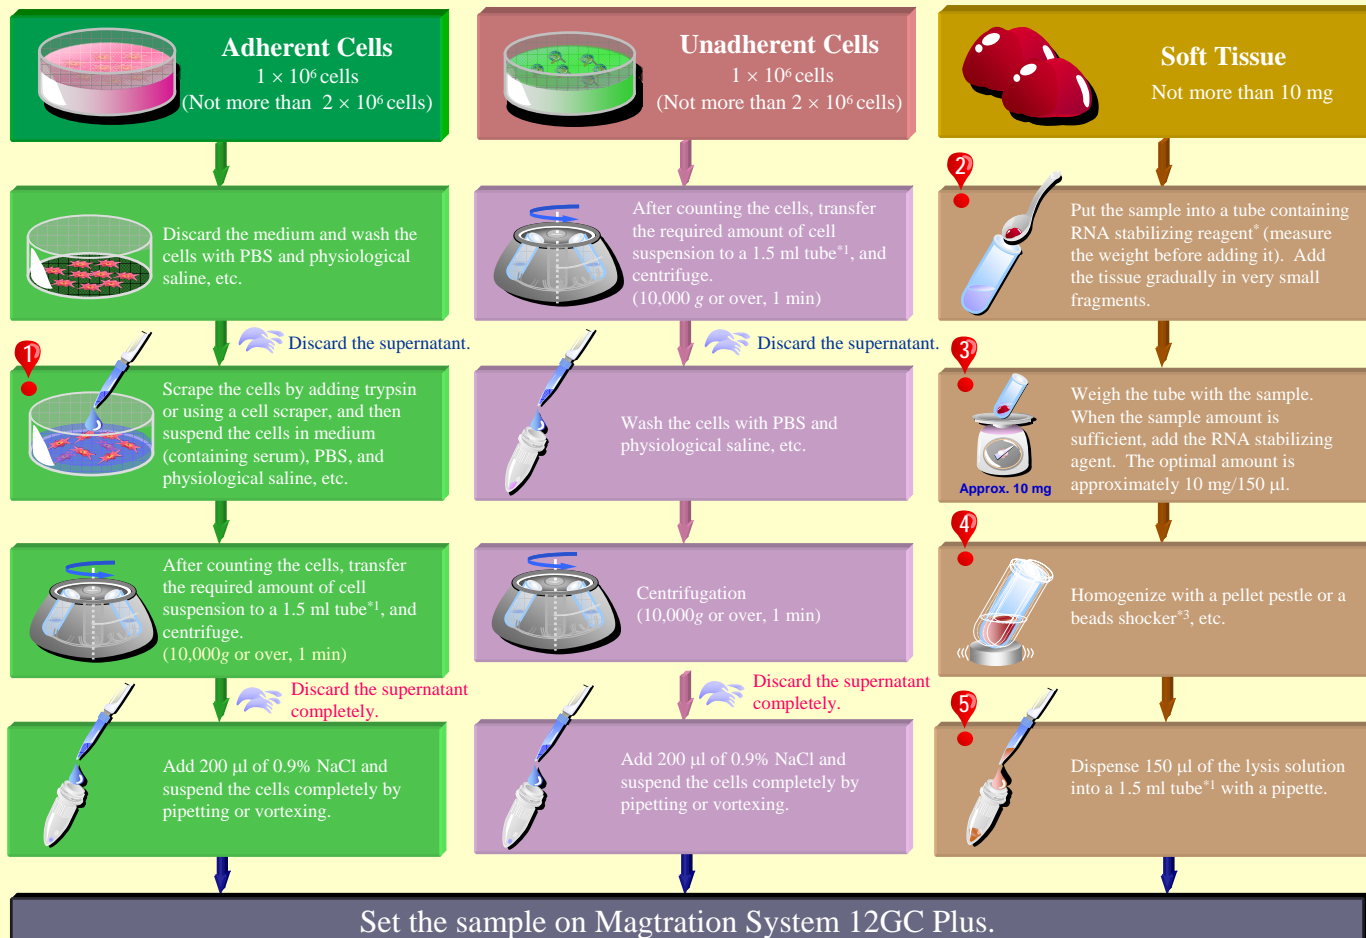 Adherent Cells
1 × 10⁶ cells
(Not more than 2 × 10⁶ cells)
Discard the medium and wash the
cells with PBS and physiological
saline, etc.
Discard the supernatant.
1
Scrape the cells by adding trypsin
or using a cell scraper, and then
suspend the cells in medium
(containing serum), PBS, and
physiological saline, etc.
After counting the cells, transfer
the required amount of cell
suspension to a 1.5 ml tube*1, and
centrifuge.
(10,000g or over, 1 min)
Discard the supernatant
completely.
Add 200 µl of 0.9% NaCl and
suspend the cells completely by
pipetting or vortexing.
Unadherent Cells
1 × 10⁶ cells
(Not more than 2 × 10⁶ cells)
After counting the cells, transfer
the required amount of cell
suspension to a 1.5 ml tube*1, and
centrifuge.
(10,000 g or over, 1 min)
Discard the supernatant.
Wash the cells with PBS and
physiological saline, etc.
Centrifugation
(10,000g or over, 1 min)
Discard the supernatant
completely.
Add 200 µl of 0.9% NaCl and
suspend the cells completely by
pipetting or vortexing.
Soft Tissue
Not more than 10 mg
2
Put the sample into a tube containing
RNA stabilizing reagent* (measure
the weight before adding it). Add
the tissue gradually in very small
fragments.
3
Weigh the tube with the sample.
When the sample amount is
sufficient, add the RNA stabilizing
agent. The optimal amount is
approximately 10 mg/150 µl.
Approx. 10 mg
4
Homogenize with a pellet pestle or a
beads shocker*3, etc.
5
Dispense 150 µl of the lysis solution
into a 1.5 ml tube*1 with a pipette.
Set the sample on Magtration System 12GC Plus.